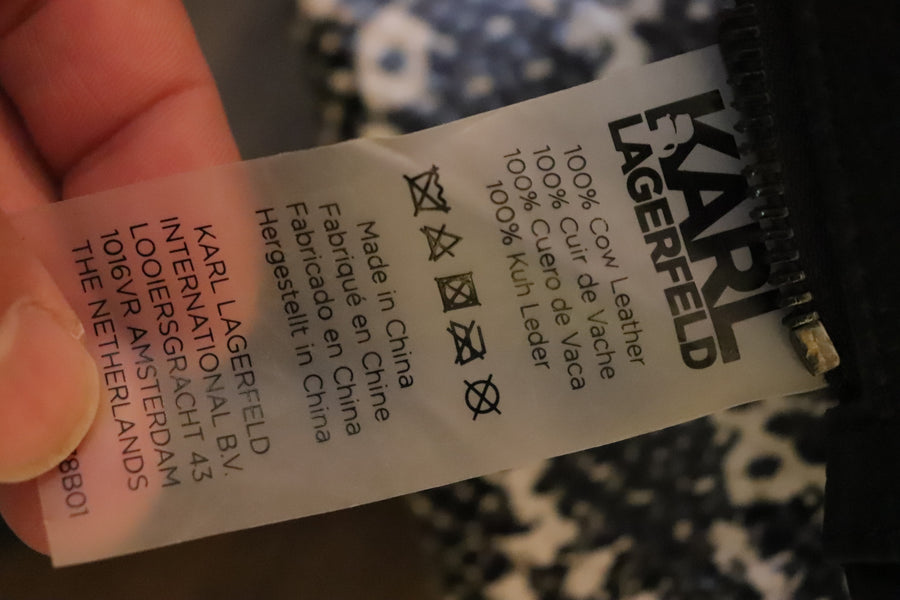 KARL
LAGERFELD
100% Cow Leather
100% Cuir de Vache
100% Cuero de Vaca
100% Kuh Leder
Made in China
Fabriqué en Chine
Fabricado en China
Hergestellt in China
KARL LAGERFELD
INTERNATIONAL B.V.
LOOIERSGRACHT 43
1016VR AMSTERDAM
THE NETHERLANDS